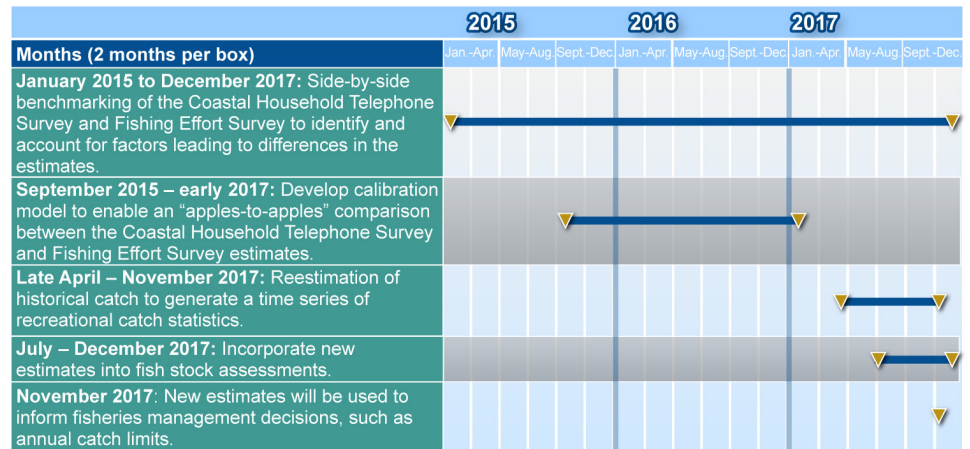 2015 2016 2017
Months (2 months per box) Jan.-Apr. May-Aug. Sept.-Dec. Jan.-Apr. May-Aug. Sept.-Dec. Jan.-Apr. May-Aug. Sept.-Dec.
January 2015 to December 2017: Side-by-side
benchmarking of the Coastal Household Telephone
Survey and Fishing Effort Survey to identify and
account for factors leading to differences in the
estimates.
September 2015 – early 2017: Develop calibration
model to enable an “apples-to-apples” comparison
between the Coastal Household Telephone Survey
and Fishing Effort Survey estimates.
Late April – November 2017: Reestimation of
historical catch to generate a time series of
recreational catch statistics.
July – December 2017: Incorporate new
estimates into fish stock assessments.
November 2017: New estimates will be used to
inform fisheries management decisions, such as
annual catch limits.